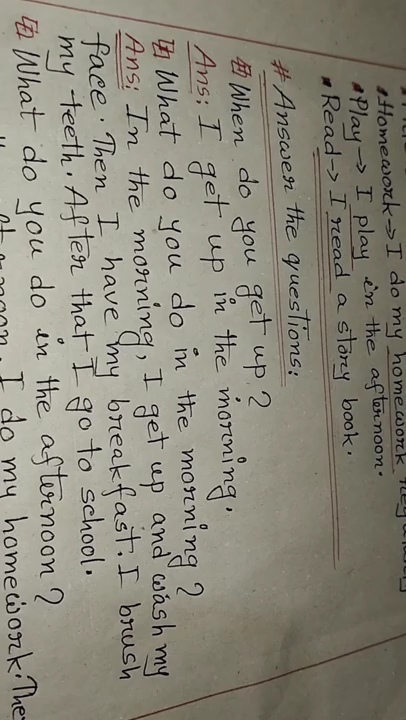 Homework → I do my homework
Play → I play in the afternoon.
Read → I read a story book.
# Answer the questions:
When do you get up?
Ans: I get up in the morning.
What do you do in the morning?
Ans: In the morning, I get up and wash my
face. Then I have my breakfast. I brush
my teeth. After that I go to school.
What do you do in the afternoon?
I do my homework. The